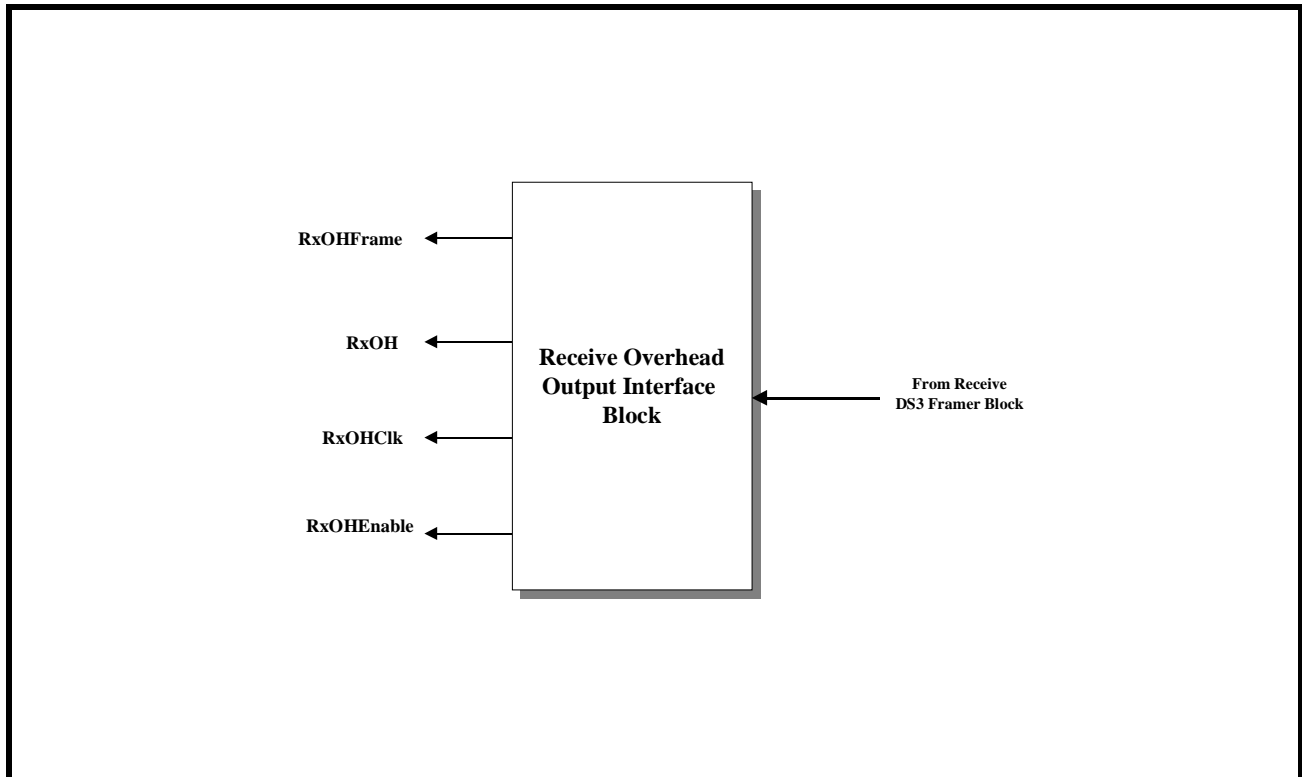 RxOHFrame
RxOH
RxOHClk
RxOHEnable
Receive Overhead
Output Interface
Block
From Receive
DS3 Framer Block